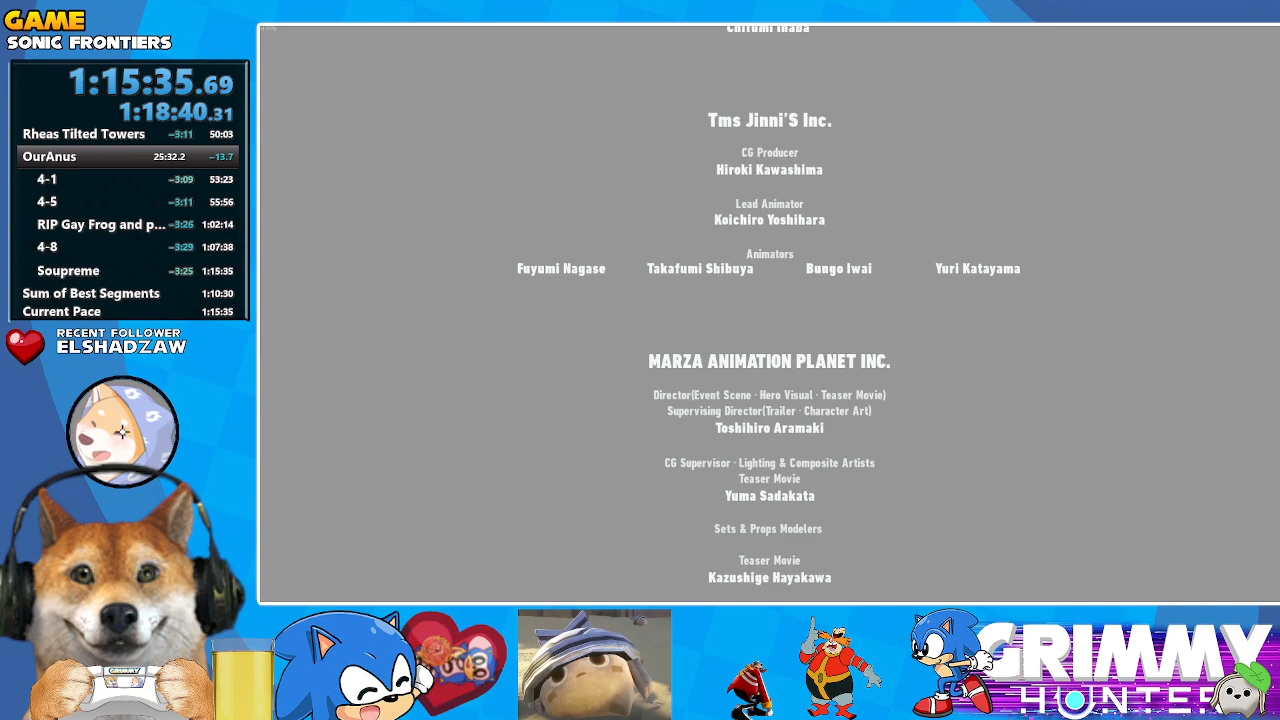 GAME
SONIC FRONTIERS
1:15:35.69
1:18:40.31
Rheas Tilted Towers −3:11 50:03
OurAnus 25:32.2 −13.7
4-1 −3:09 53:23
4-5 −3:11 55:56
RIP Gay Frog and p... −3:26 1:02:14
4-8 −3:29 1:07:38
Soupreme −3:25 1:15:35
Sum of Best Segments 1:10:30
Current Pace 1:15:35
RECENT FOLLOWER
ELSHADZAW
Chifumi Inaba
Tms Jinni'S Inc.
CG Producer
Hiroki Kawashima
Lead Animator
Koichiro Yoshihara
Animators
Fuyumi Nagase Takafumi Shibuya Bungo Iwai Yuri Katayama
MARZA ANIMATION PLANET INC.
Director(Event Scene · Hero Visual · Teaser Movie)
Supervising Director(Trailer · Character Art)
Toshihiro Aramaki
CG Supervisor · Lighting & Composite Artists
Teaser Movie
Yuma Sadakata
Sets & Props Modelers
Teaser Movie
Kazushige Hayakawa
GRIMMY
GRIMMY
HUNTER